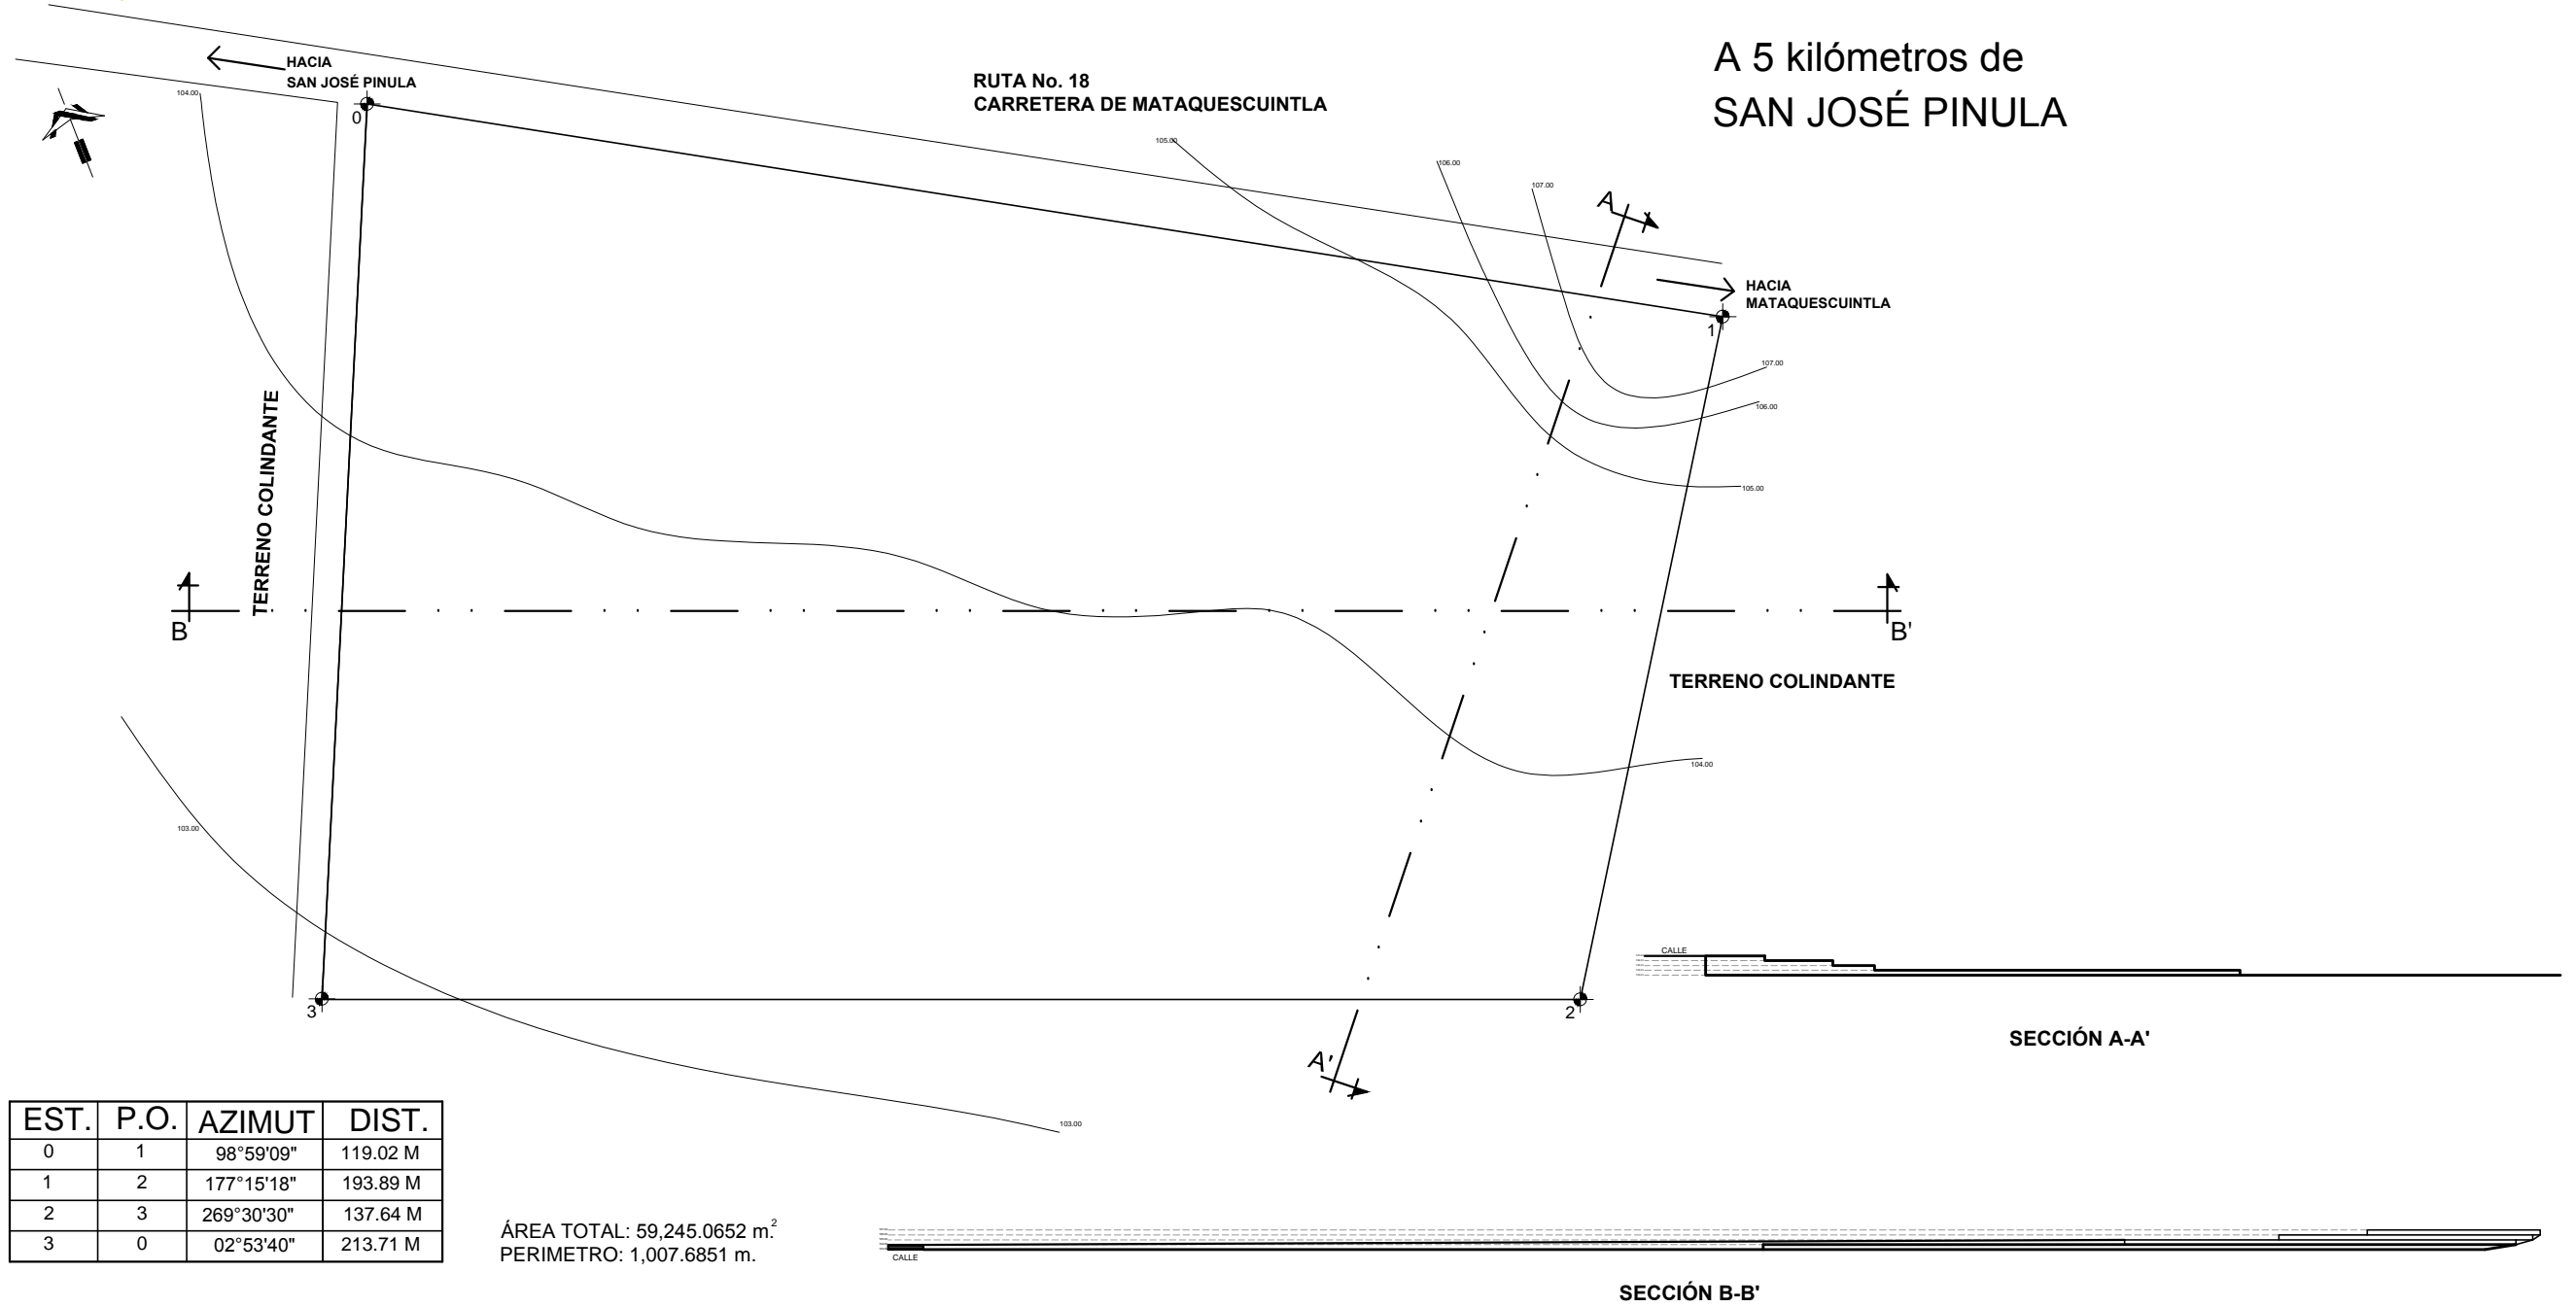 A 5 kilómetros de
SAN JOSÉ PINULA
HACIA
SAN JOSÉ PINULA
RUTA No. 18
CARRETERA DE MATAQUESCUINTLA
104.00
0
105.00
106.00
107.00
A
HACIA
MATAQUESCUINTLA
1
107.00
106.00
105.00
TERRENO COLINDANTE
B
B'
TERRENO COLINDANTE
104.00
103.00
CALLE
3
2
SECCIÓN A-A'
A'
103.00
EST. P.O. AZIMUT DIST.
0 1 98°59'09" 119.02 M
1 2 177°15'18" 193.89 M
2 3 269°30'30" 137.64 M
3 0 02°53'40" 213.71 M
ÁREA TOTAL: 59,245.0652 m²
PERIMETRO: 1,007.6851 m.
CALLE
SECCIÓN B-B'